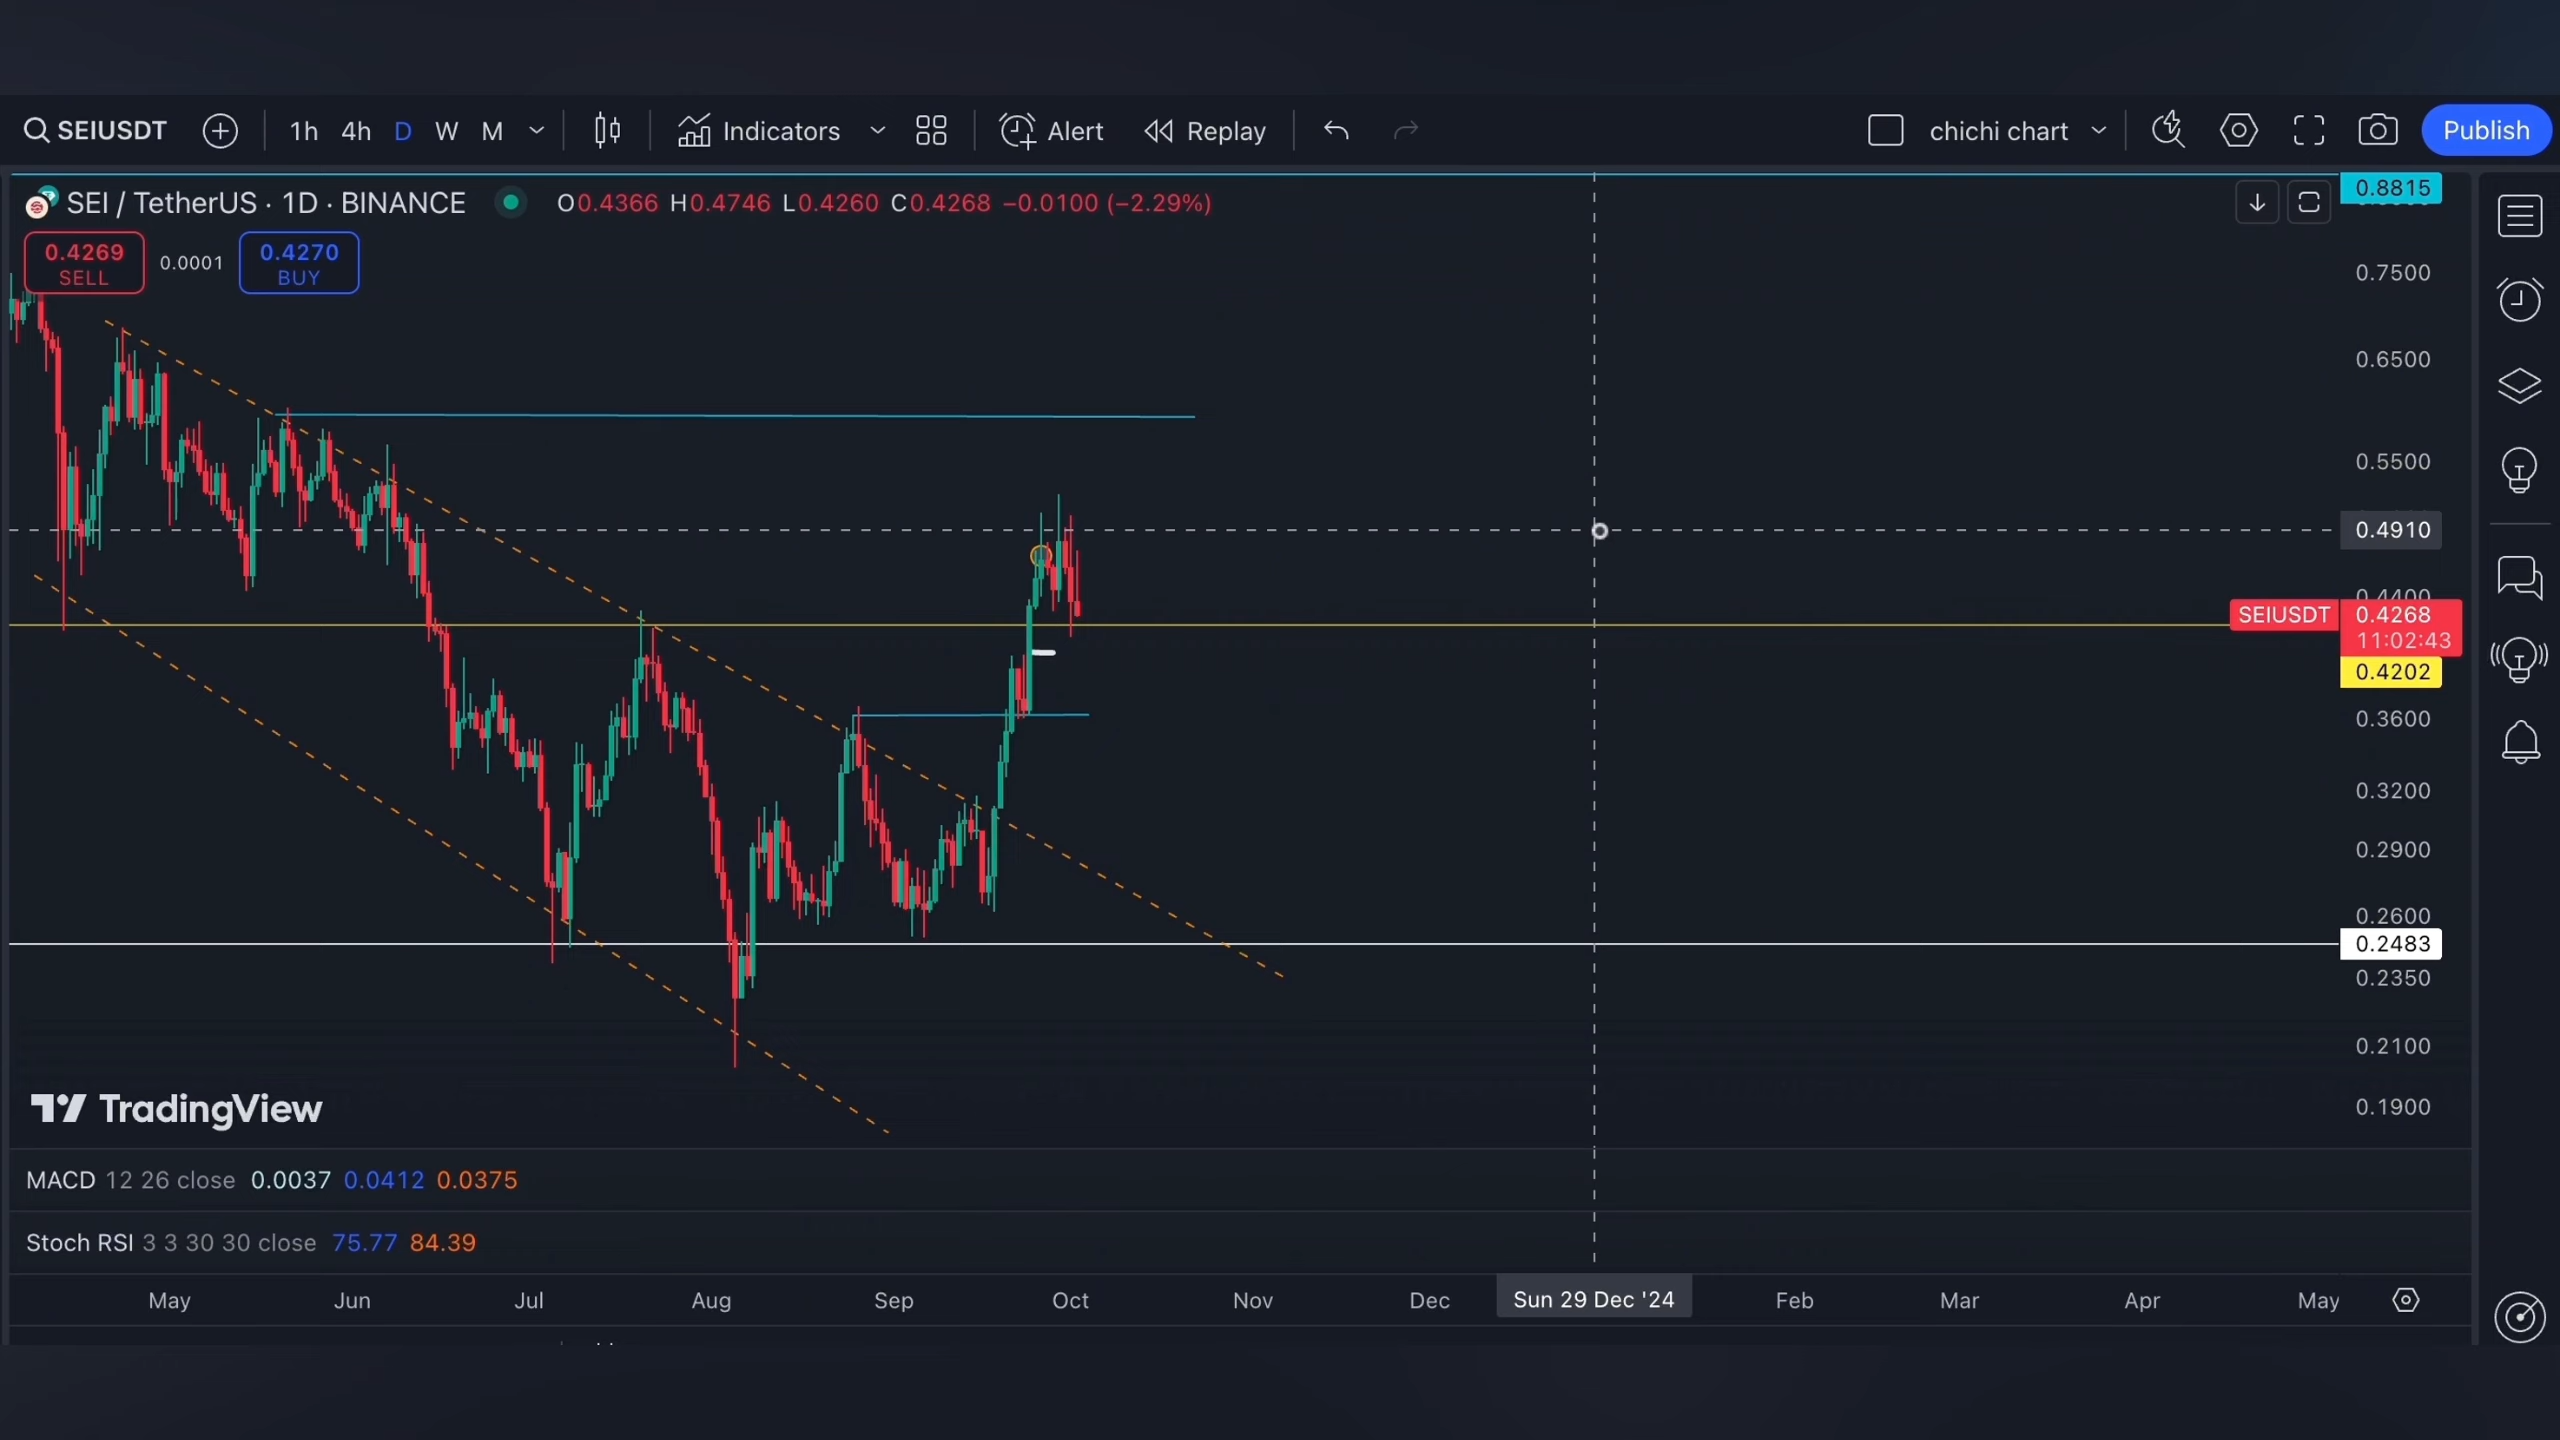 SEIUSDT 1h 4h D W M Indicators Alert Replay chichi chart Publish
SEI / TetherUS · 1D · BINANCE O0.4366 H0.4746 L0.4260 C0.4268 −0.0100 (−2.29%)
0.4269 SELL 0.0001 0.4270 BUY
0.8815
0.7500
0.6500
0.5500
0.4910
0.4400
SEIUSDT 0.4268
11:02:43
0.4202
0.3600
0.3200
0.2900
0.2600
0.2483
0.2350
0.2100
0.1900
TradingView
MACD 12 26 close 0.0037 0.0412 0.0375
Stoch RSI 3 3 30 30 close 75.77 84.39
May Jun Jul Aug Sep Oct Nov Dec Sun 29 Dec '24 Feb Mar Apr May